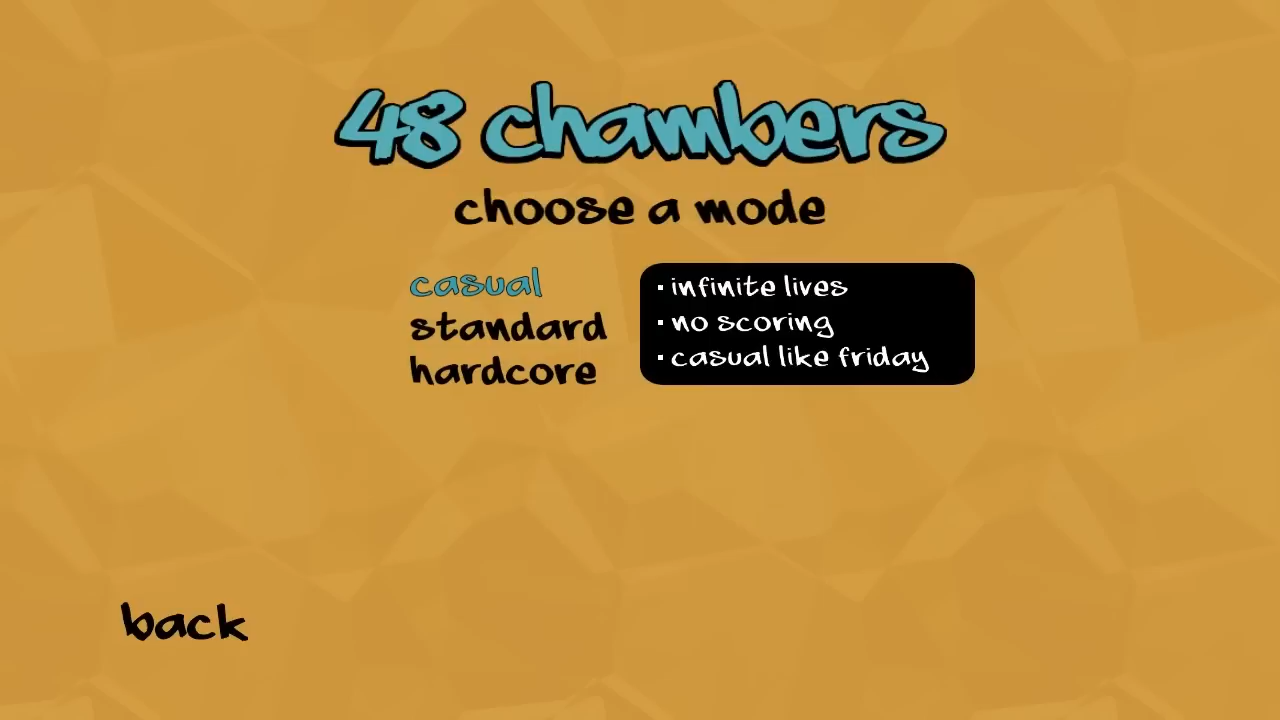 48 chambers
choose a mode
casual
standard
hardcore
· infinite lives
· no scoring
· casual like friday
back